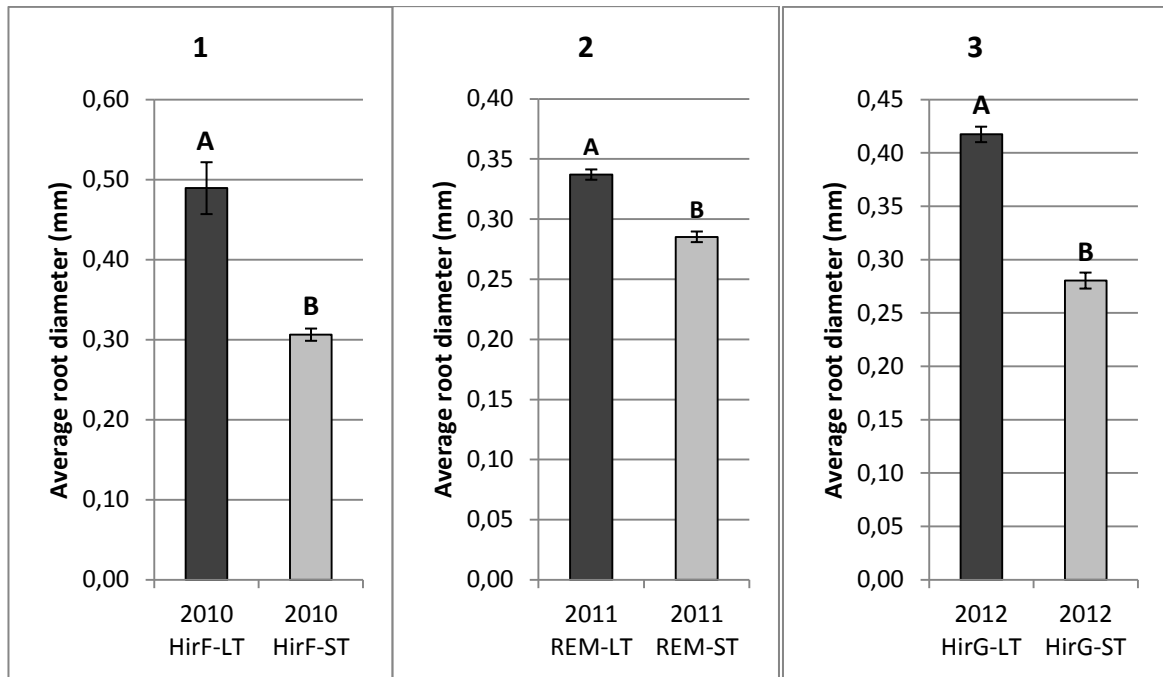 1
Average root diameter (mm)
0,60
0,50
0,40
0,30
0,20
0,10
0,00
A
B
2010
HirF-LT
2010
HirF-ST
2
Average root diameter (mm)
0,40
0,35
0,30
0,25
0,20
0,15
0,10
0,05
0,00
A
B
2011
REM-LT
2011
REM-ST
3
Average root diameter (mm)
0,45
0,40
0,35
0,30
0,25
0,20
0,15
0,10
0,05
0,00
A
B
2012
HirG-LT
2012
HirG-ST